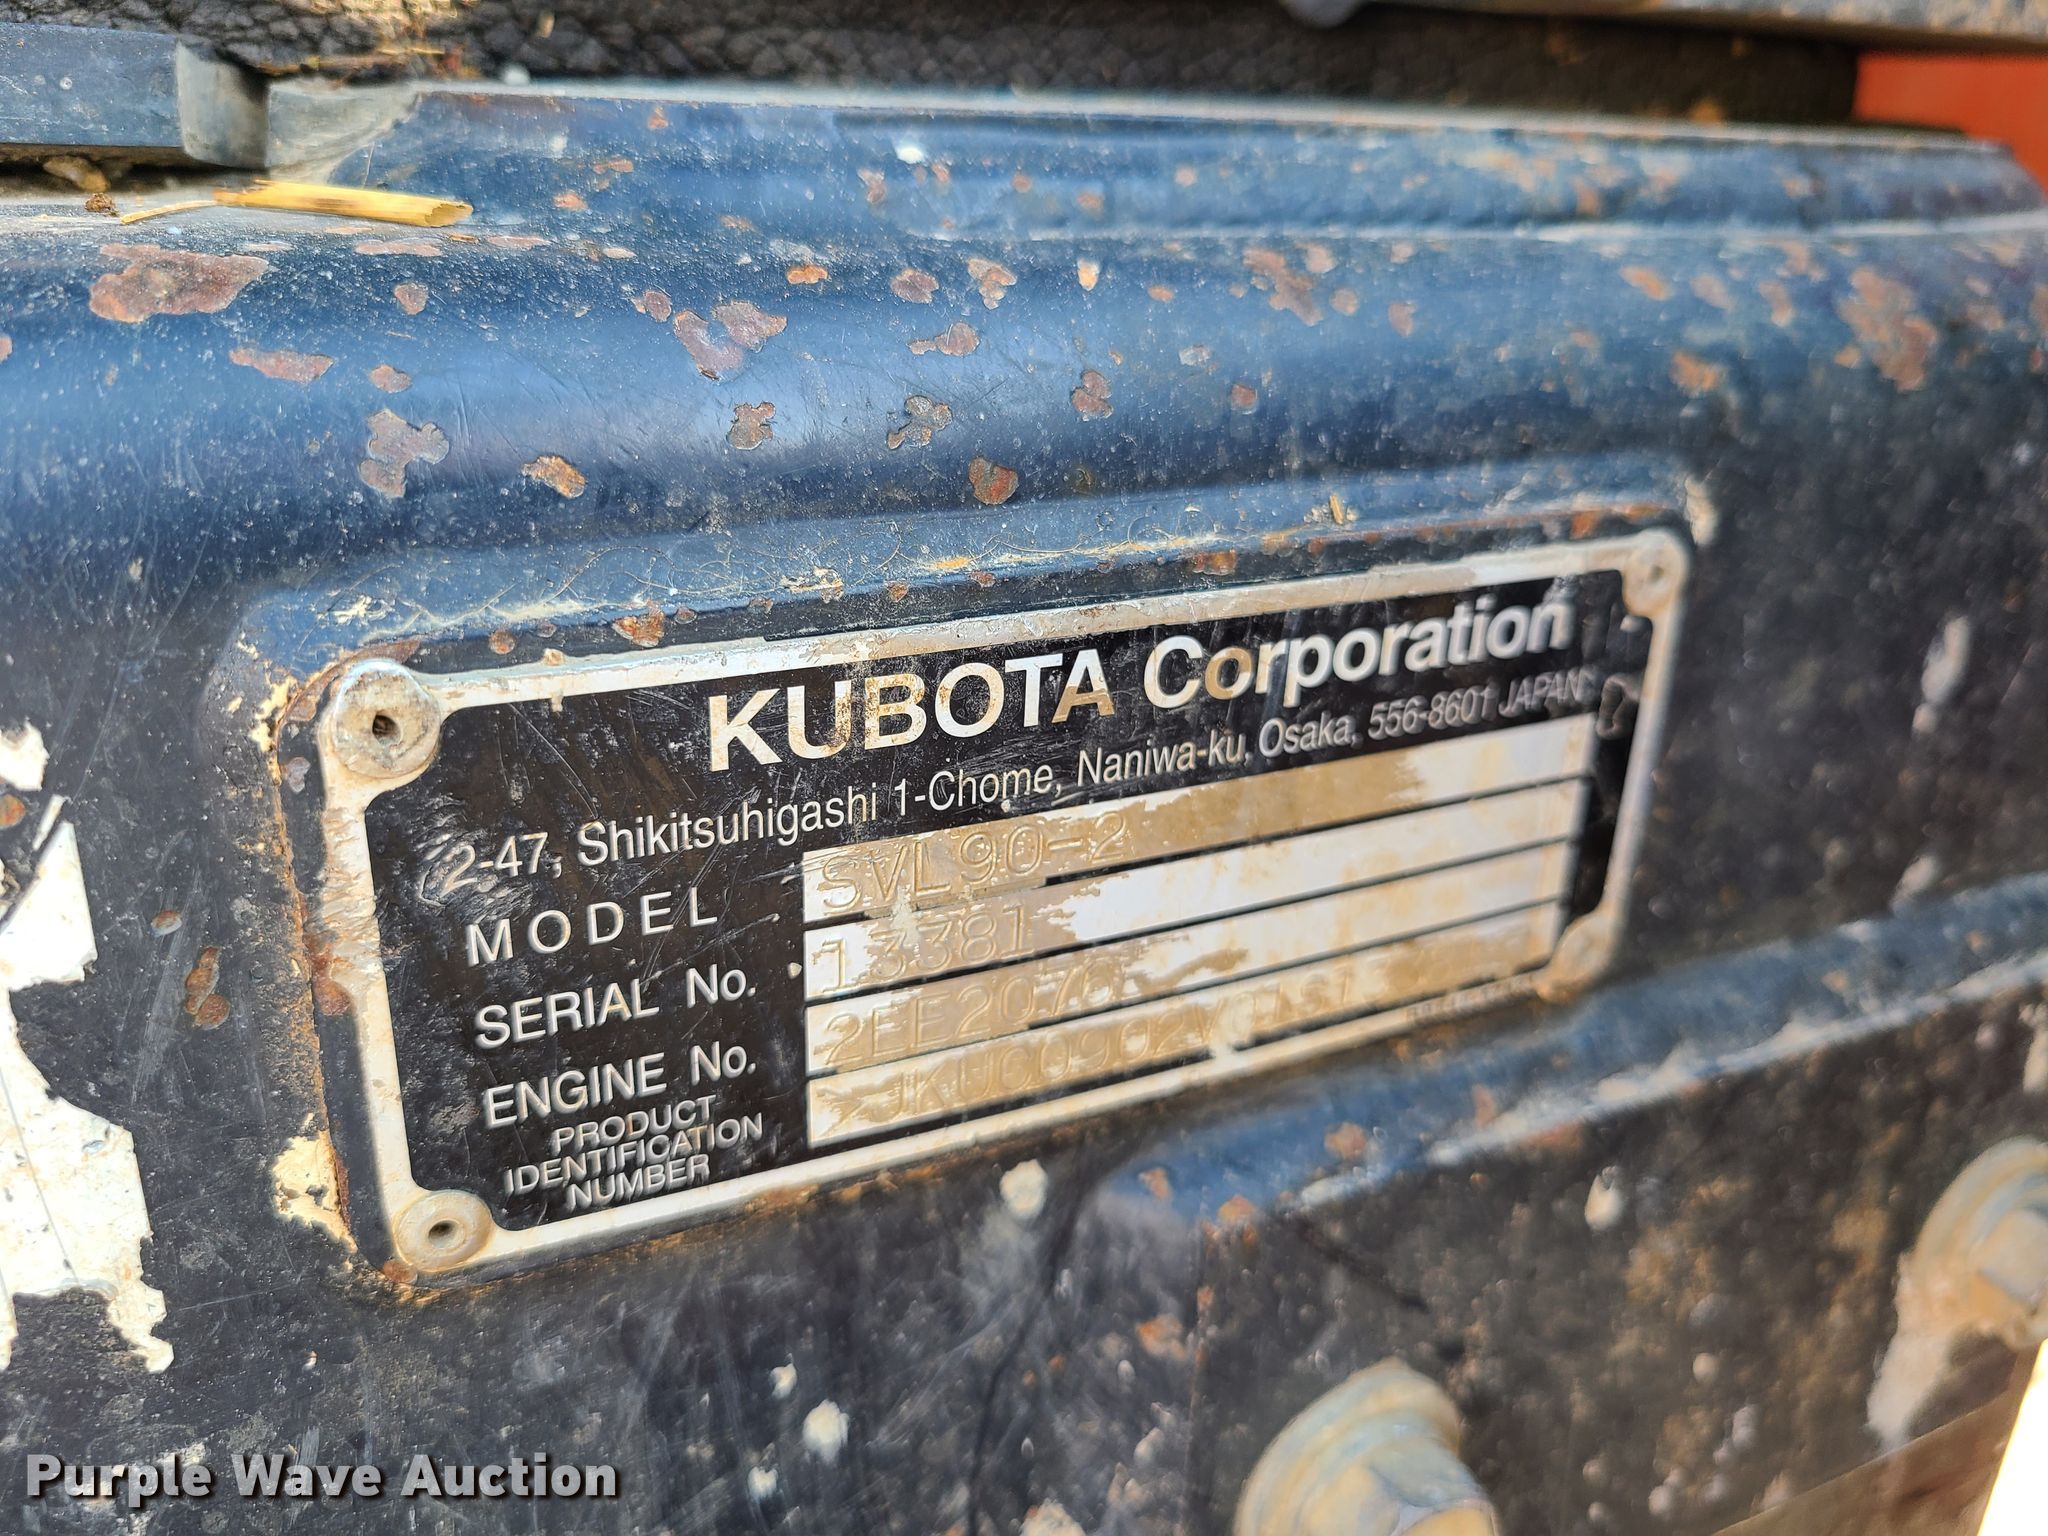 KUBOTA Corporation
2-47, Shikitsuhigashi 1-Chome, Naniwa-ku, Osaka, 556-8601 JAPAN
MODEL SVL90-2
SERIAL No. 13381
ENGINE No.
PRODUCT
IDENTIFICATION
NUMBER
Purple Wave Auction